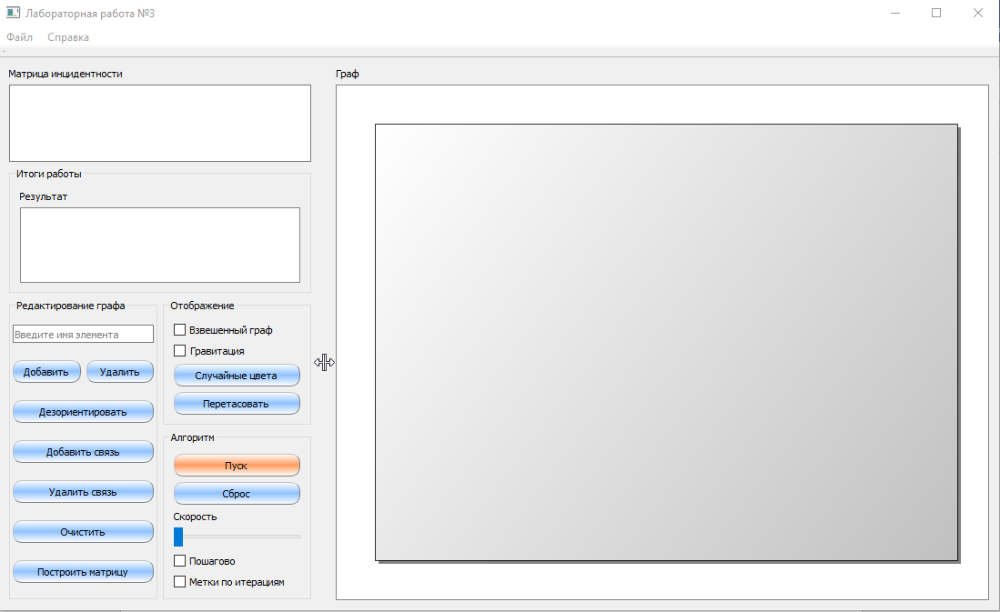 Лабораторная работа №3
Файл Справка
Матрица инцидентности
Граф
Итоги работы
Результат
Редактирование графа
Отображение
Введите имя элемента
Взвешенный граф
Гравитация
Добавить Удалить
Случайные цвета
Перетасовать
Дезориентировать
Алгоритм
Добавить связь
Пуск
Удалить связь
Сброс
Скорость
Очистить
Пошагово
Построить матрицу
Метки по итерациям